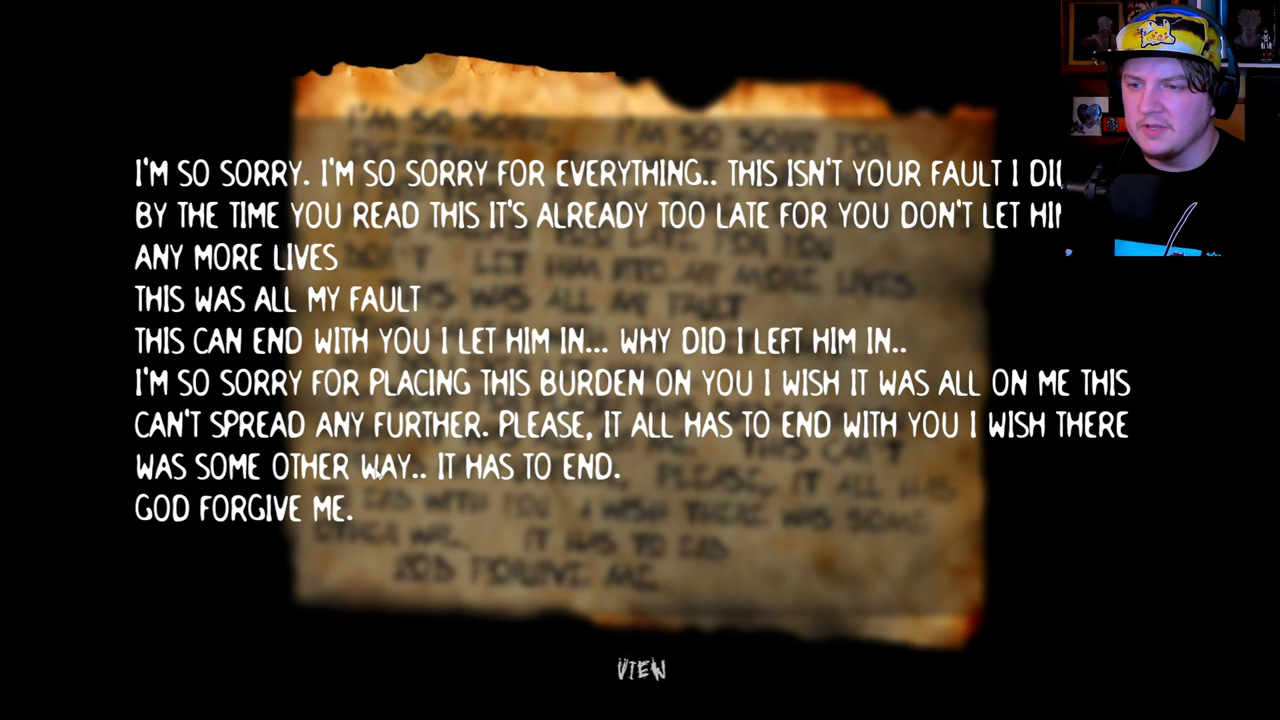 I'M SO SORRY. I'M SO SORRY FOR EVERYTHING.. THIS ISN'T YOUR FAULT I
BY THE TIME YOU READ THIS IT'S ALREADY TOO LATE FOR YOU DON'T LET
ANY MORE LIVES
THIS WAS ALL MY FAULT
THIS CAN END WITH YOU I LET HIM IN... WHY DID I LEFT HIM IN..
I'M SO SORRY FOR PLACING THIS BURDEN ON YOU I WISH IT WAS ALL ON ME THIS
CAN'T SPREAD ANY FURTHER. PLEASE, IT ALL HAS TO END WITH YOU I WISH THERE
WAS SOME OTHER WAY.. IT HAS TO END.
GOD FORGIVE ME.
VIEW